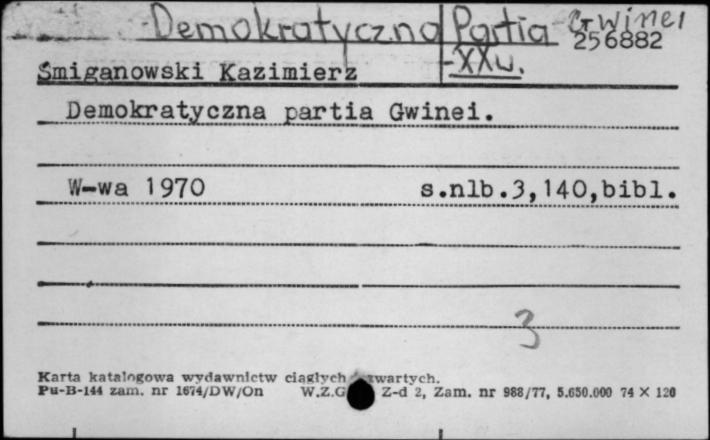 Demokratyczna Partia Gwinei
256882
-XXw.
Śmiganowski Kazimierz
Demokratyczna partia Gwinei.
W-wa 1970 s.nlb.3,140,bibl.
3
Karta katalogowa wydawnictw ciągłych
Pu-B-144 zam. nr 1674/DW/On W.Z.G Z-d 2, Zam. nr 988/77, 5.650.000 74 × 120